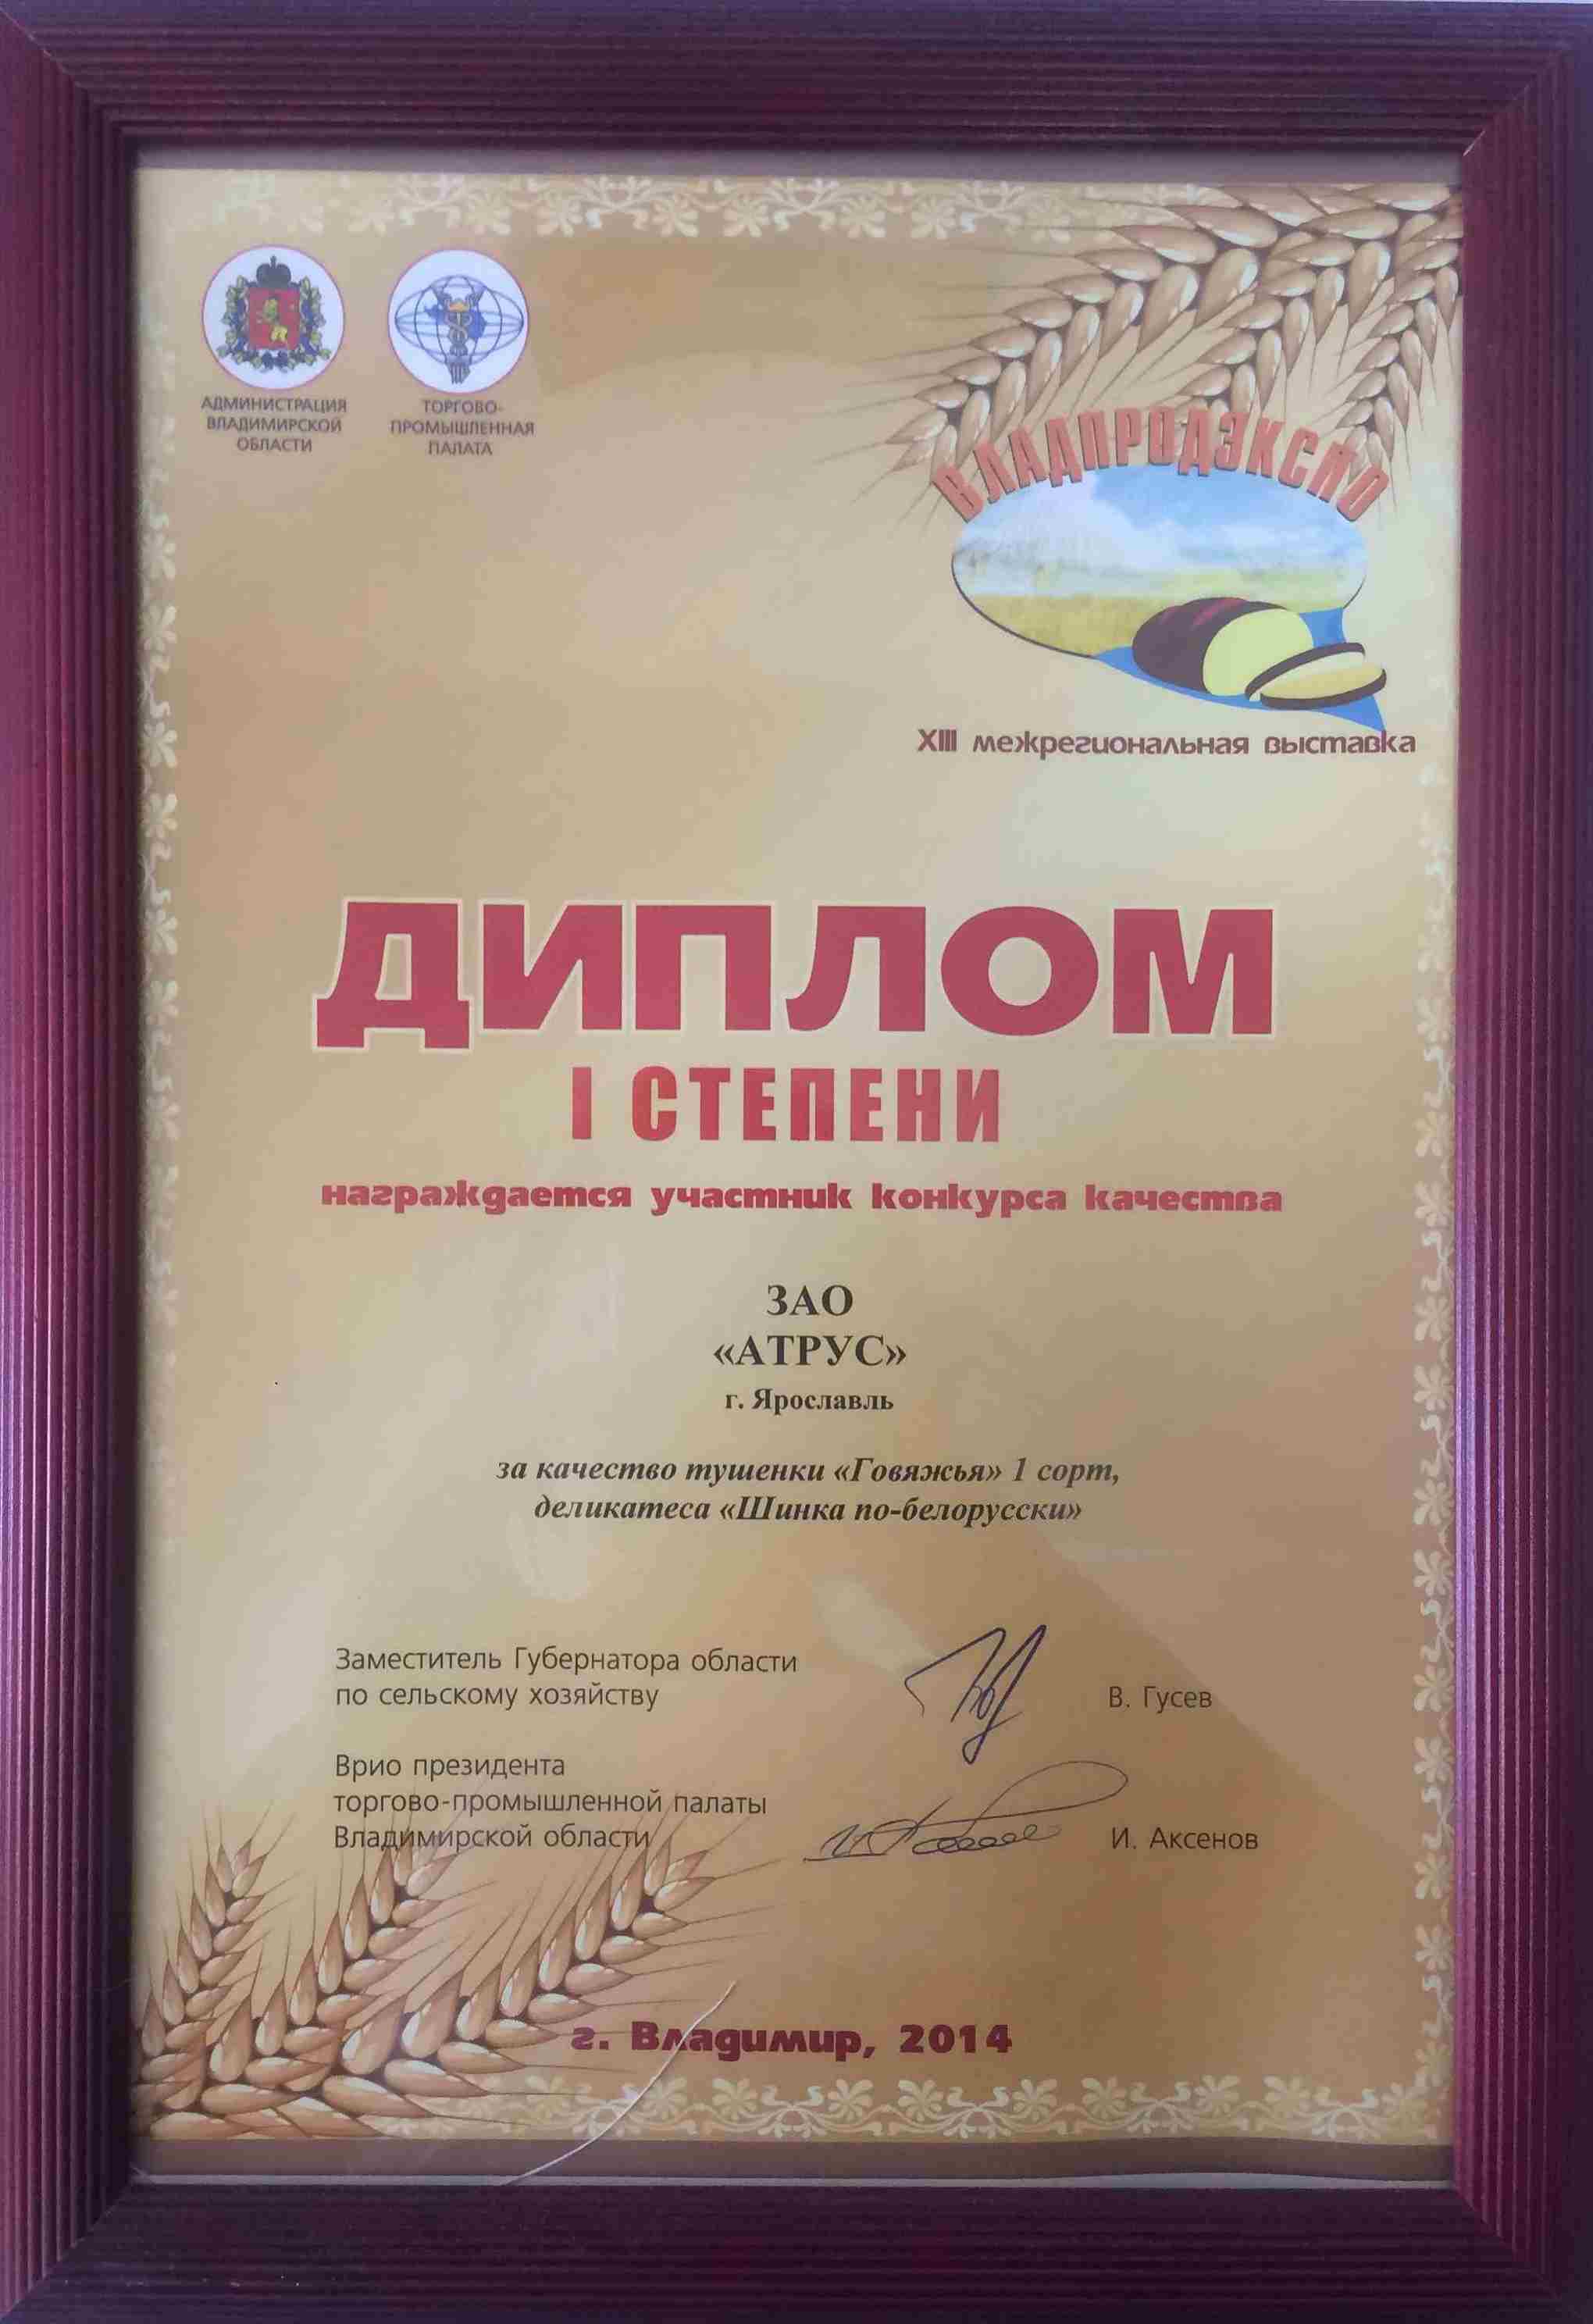 АДМИНИСТРАЦИЯ
ВЛАДИМИРСКОЙ
ОБЛАСТИ
ТОРГОВО-
ПРОМЫШЛЕННАЯ
ПАЛАТА
ВЛАДПРОДЭКСПО
XIII межрегиональная выставка
ДИПЛОМ
I СТЕПЕНИ
награждается участник конкурса качества
ЗАО
«АТРУС»
г. Ярославль
за качество тушенки «Говяжья» 1 сорт,
деликатеса «Шинка по-белорусски»
Заместитель Губернатора области
по сельскому хозяйству
В. Гусев
Врио президента
торгово-промышленной палаты
Владимирской области
И. Аксенов
г. Владимир, 2014